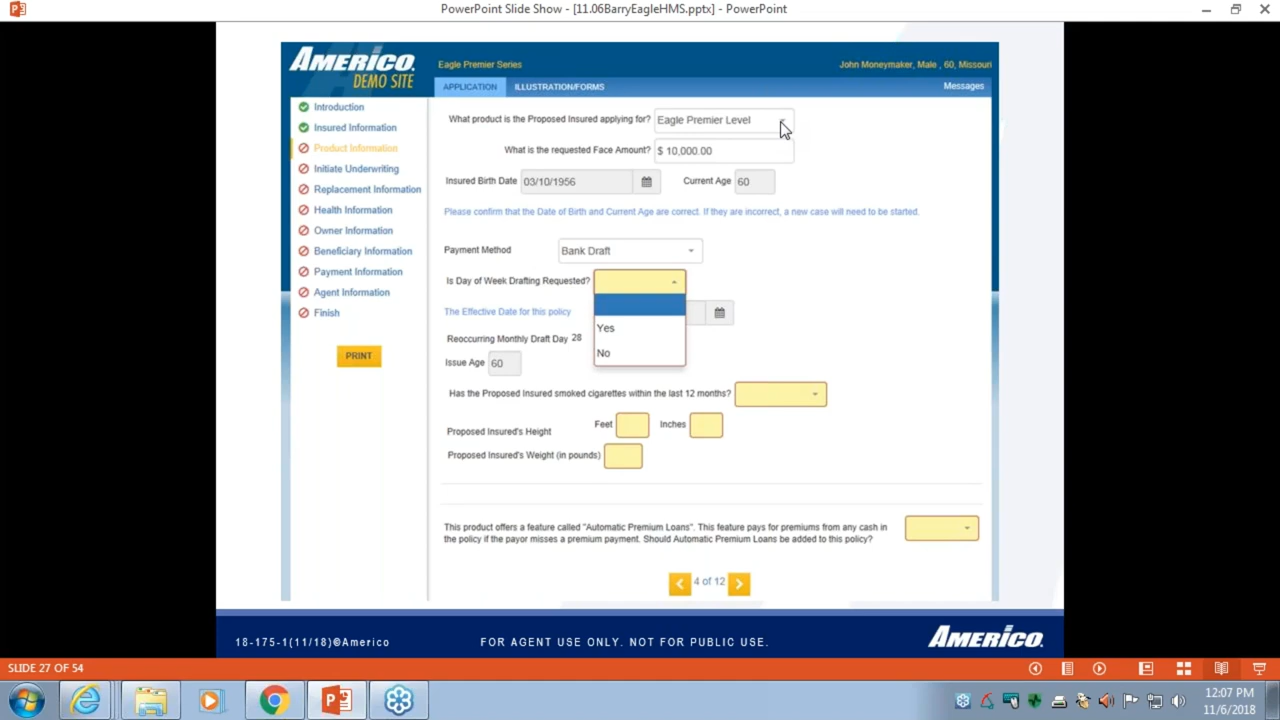 PowerPoint Slide Show - [11.06BarryEagleHMS.pptx] - PowerPoint
AMERICO.
DEMO SITE
Eagle Premier Series
John Moneymaker, Male , 60, Missouri
APPLICATION
ILLUSTRATION/FORMS
Messages
Introduction
Insured Information
Product Information
Initiate Underwriting
Replacement Information
Health Information
Owner Information
Beneficiary Information
Payment Information
Agent Information
Finish
PRINT
What product is the Proposed Insured applying for? Eagle Premier Level
What is the requested Face Amount? $ 10,000.00
Insured Birth Date 03/10/1956 Current Age 60
Please confirm that the Date of Birth and Current Age are correct. If they are incorrect, a new case will need to be started.
Payment Method Bank Draft
Is Day of Week Drafting Requested?
Yes
No
The Effective Date for this policy
Reoccurring Monthly Draft Day 28
Issue Age 60
Has the Proposed Insured smoked cigarettes within the last 12 months?
Proposed Insured's Height Feet Inches
Proposed Insured's Weight (in pounds)
This product offers a feature called "Automatic Premium Loans". This feature pays for premiums from any cash in
the policy if the payor misses a premium payment. Should Automatic Premium Loans be added to this policy?
4 of 12
18-175-1(11/18)©Americo
FOR AGENT USE ONLY. NOT FOR PUBLIC USE.
AMERICO.
SLIDE 27 OF 54
12:07 PM
11/6/2018